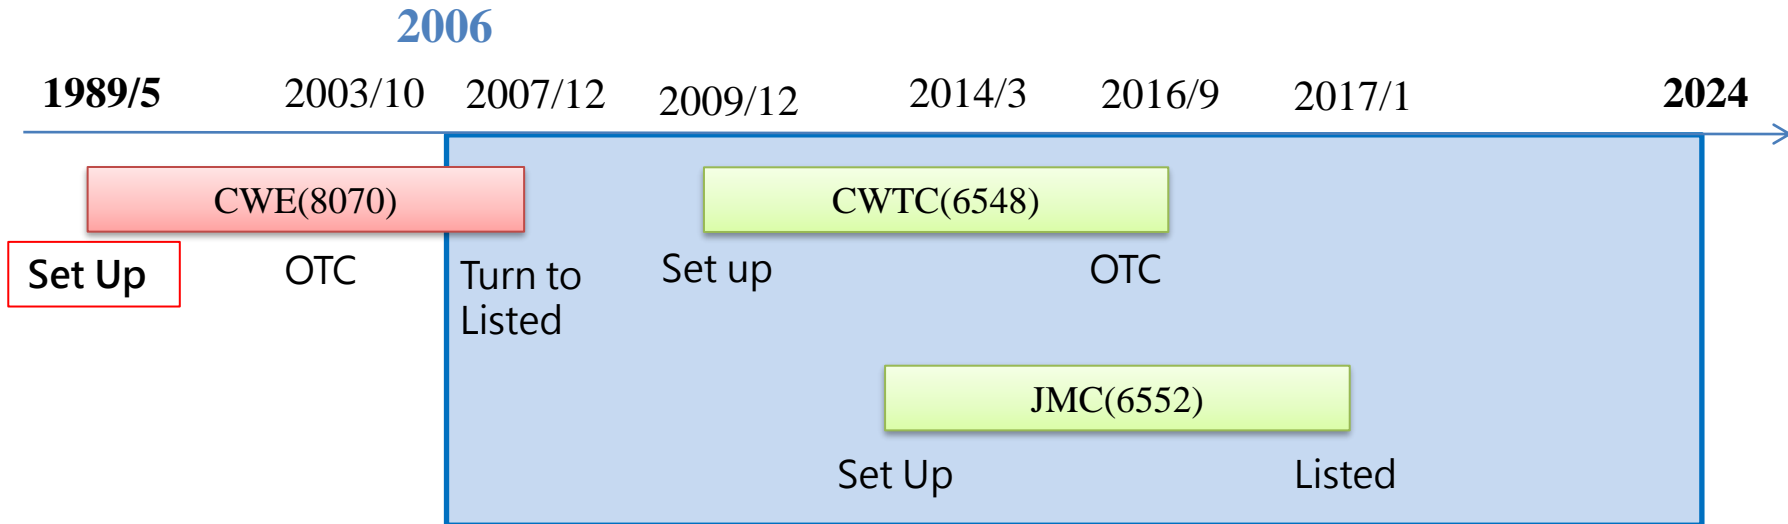 2006
1989/5 2003/10 2007/12 2009/12 2014/3 2016/9 2017/1 2024
CWE(8070) CWTC(6548)
Set Up OTC Turn to Set up OTC
Listed
JMC(6552)
Set Up Listed